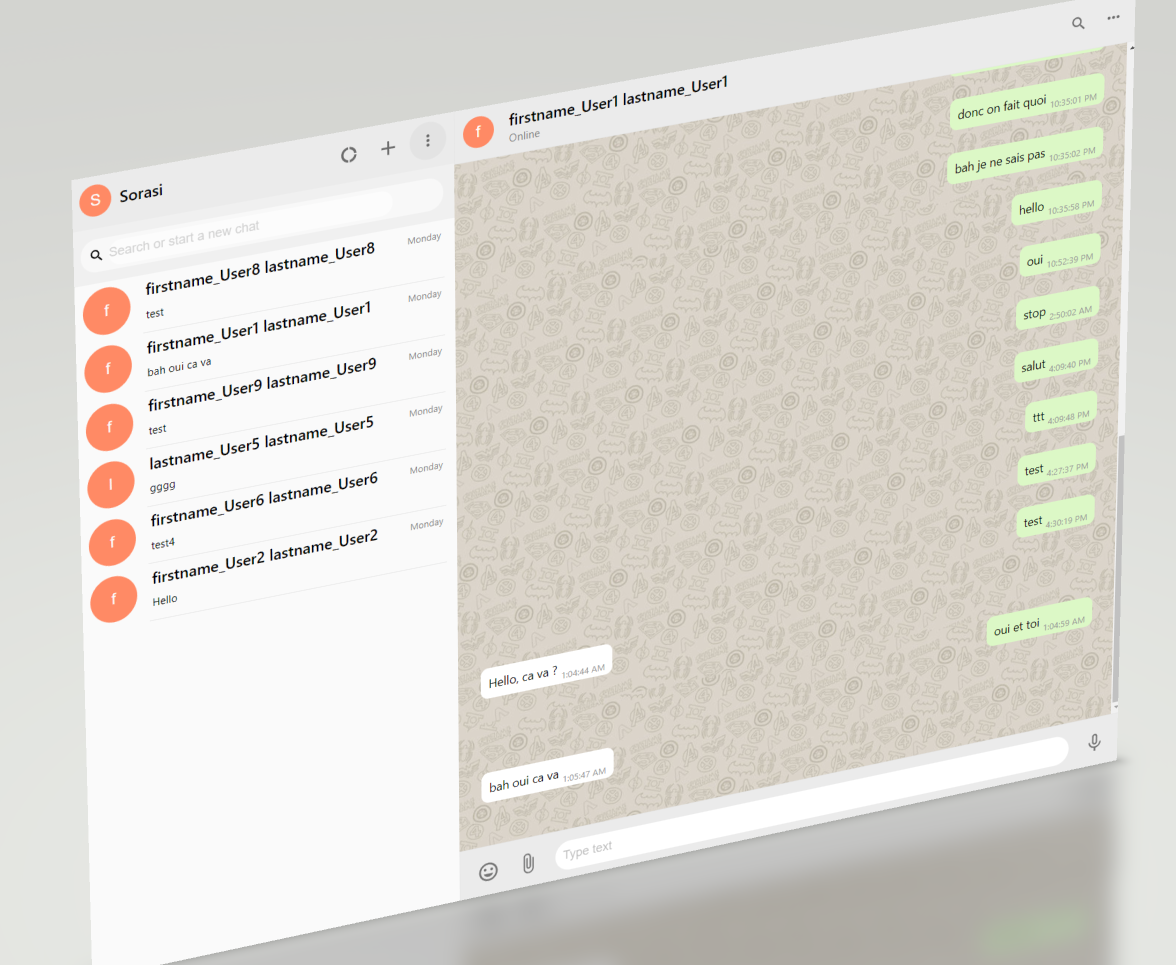 S
Sorasi
Search or start a new chat
f
firstname_User8 lastname_User8
Monday
test
f
firstname_User1 lastname_User1
Monday
bah oui ca va
f
firstname_User9 lastname_User9
Monday
test
l
lastname_User5 lastname_User5
Monday
gggg
f
firstname_User6 lastname_User6
Monday
test4
f
firstname_User2 lastname_User2
Monday
Hello
f
firstname_User1 lastname_User1
Online
donc on fait quoi 10:35:01 PM
bah je ne sais pas 10:35:02 PM
hello 10:35:58 PM
oui 10:52:39 PM
stop 2:50:02 AM
salut 4:09:40 PM
ttt 4:09:48 PM
test 4:27:37 PM
test 4:30:19 PM
Hello, ca va ? 1:04:44 AM
oui et toi 1:04:59 AM
bah oui ca va 1:05:47 AM
Type text